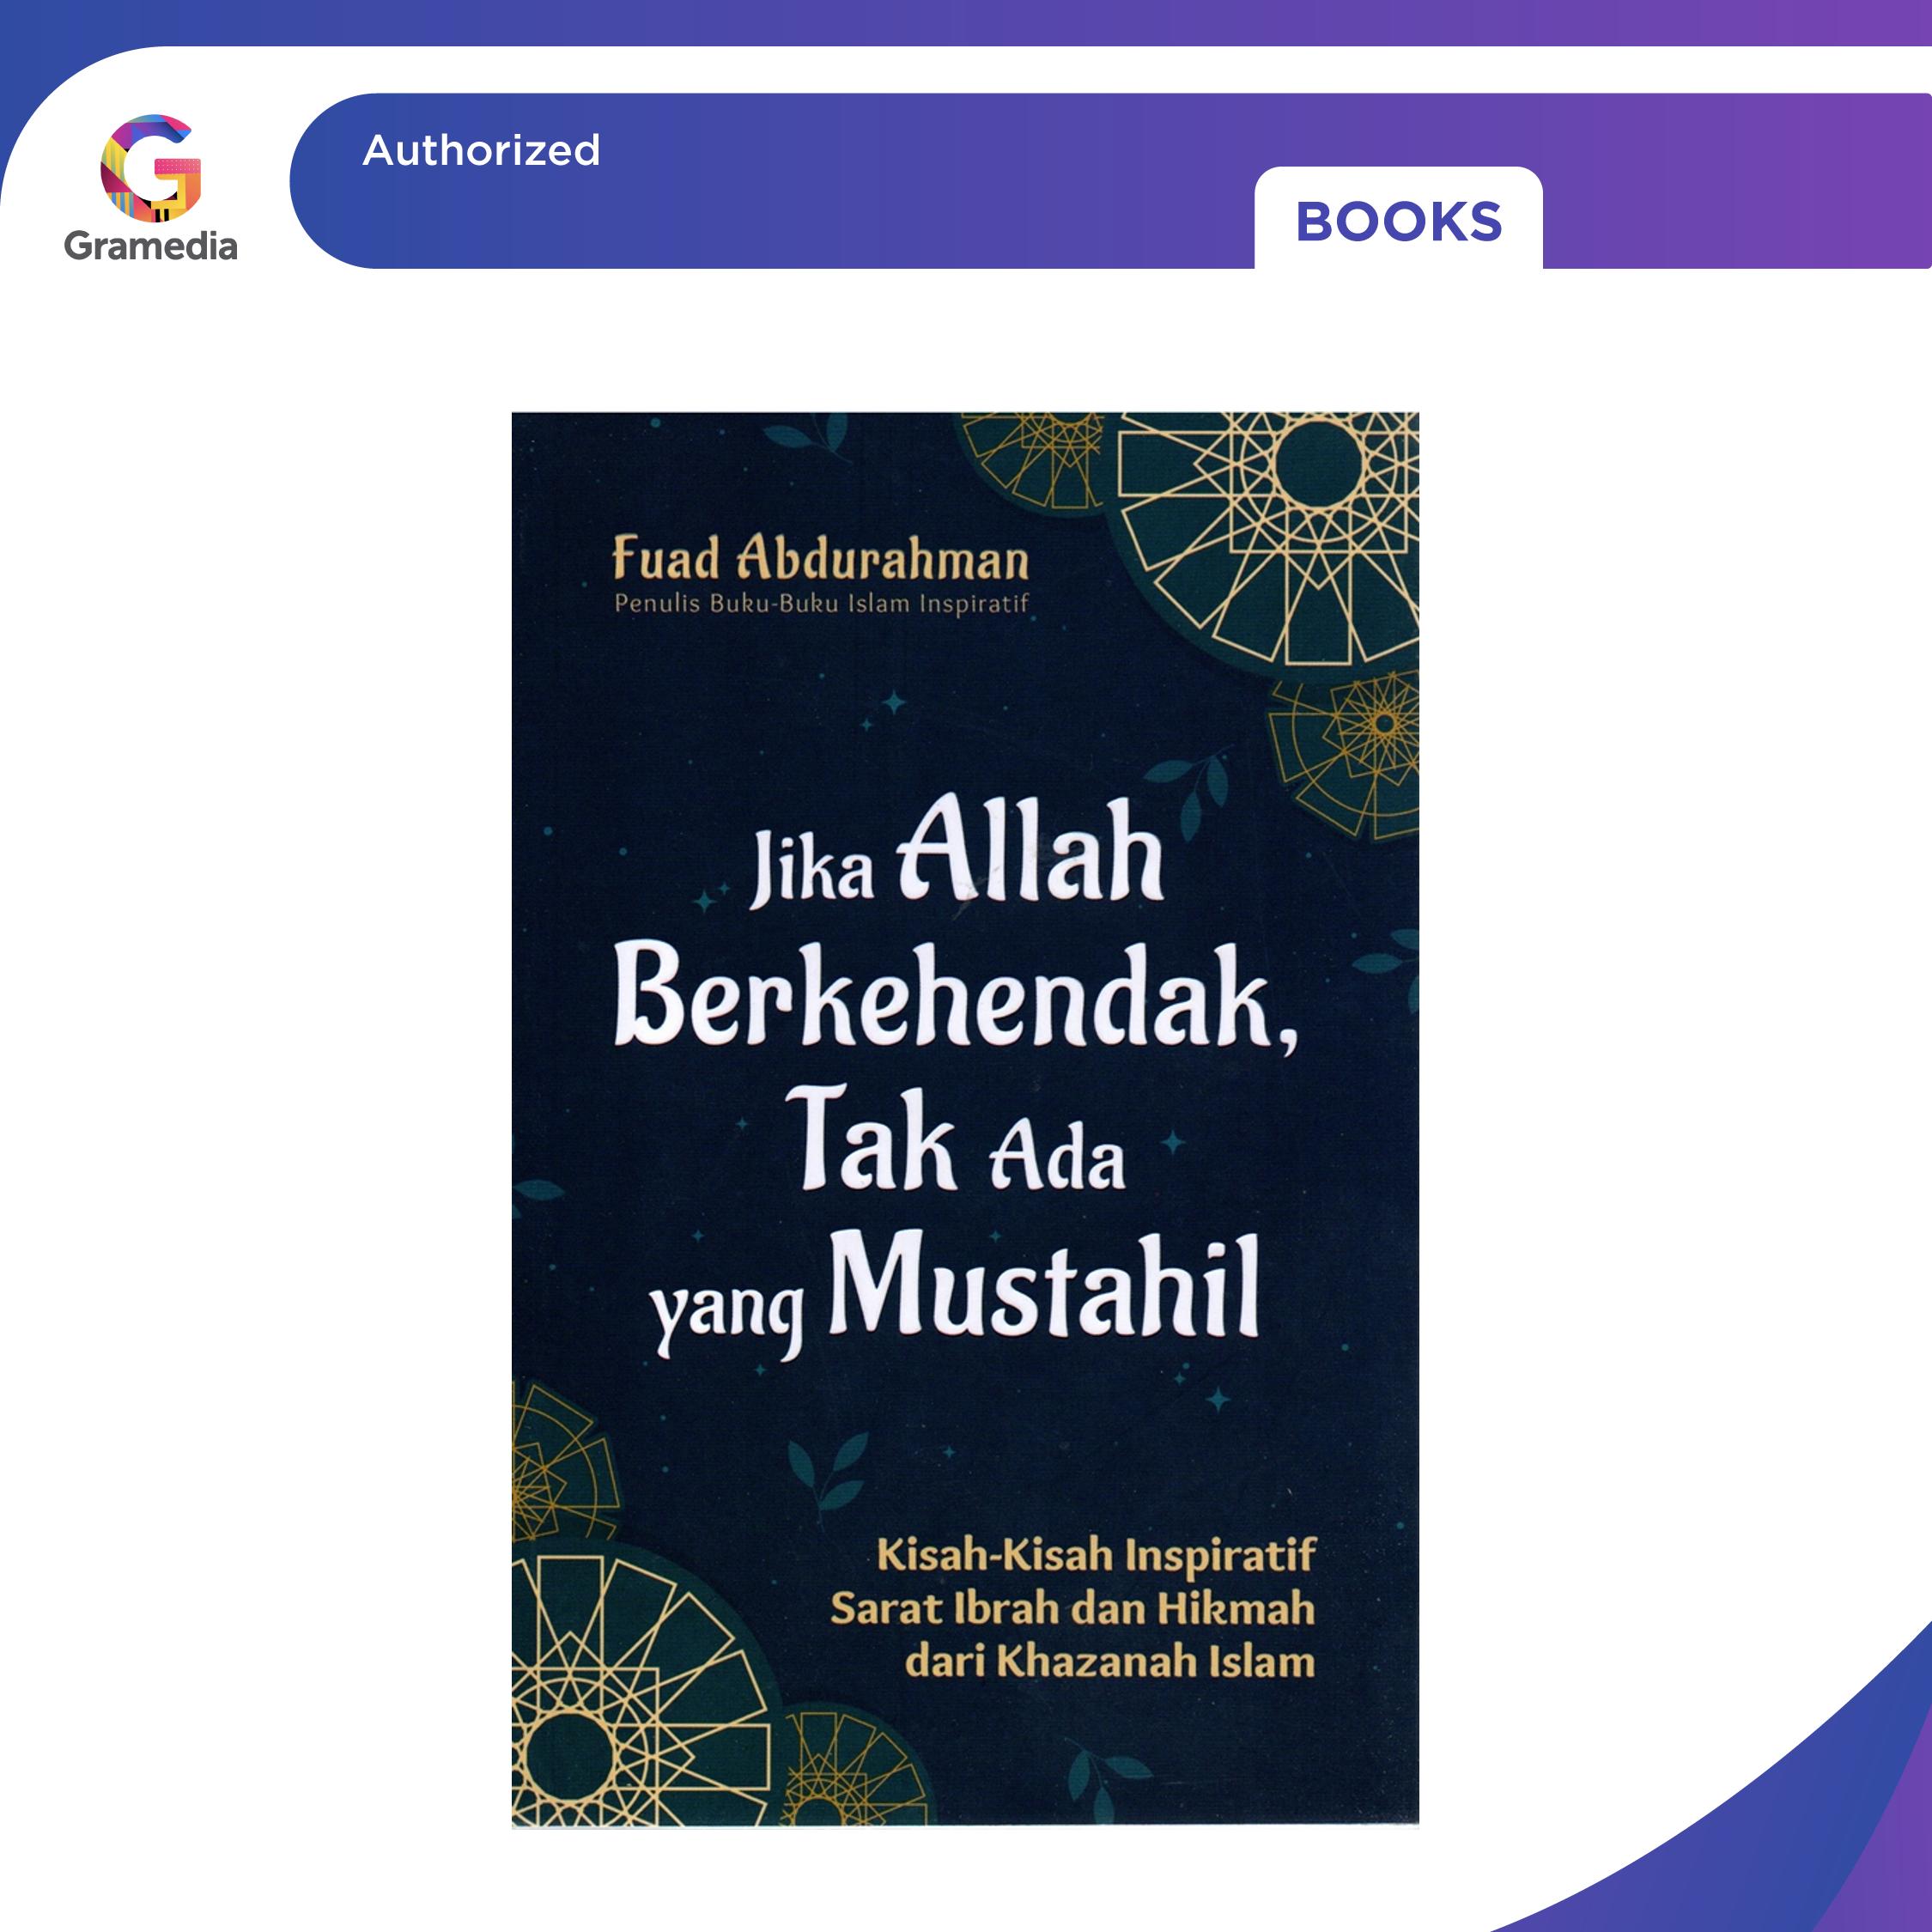 Gramedia
Authorized
BOOKS
Fuad Abdurahman
Penulis Buku-Buku Islam Inspiratif
Jika Allah
Berkehendak,
Tak Ada
yang Mustahil
Kisah-Kisah Inspiratif
Sarat Ibrah dan Hikmah
dari Khazanah Islam